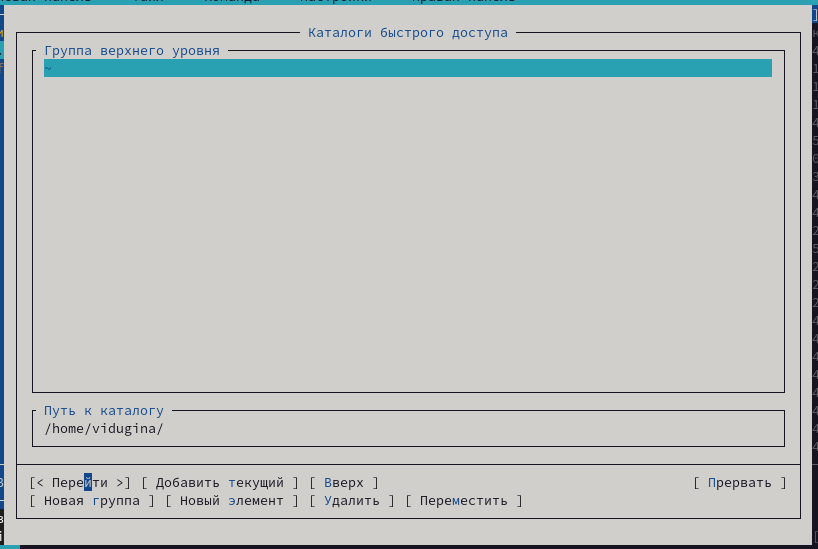 Каталоги быстрого доступа
Группа верхнего уровня
~
Путь к каталогу
/home/vidugina/
[< Перейти >] [ Добавить текущий ] [ Вверх ] [ Прервать ]
[ Новая группа ] [ Новый элемент ] [ Удалить ] [ Переместить ]